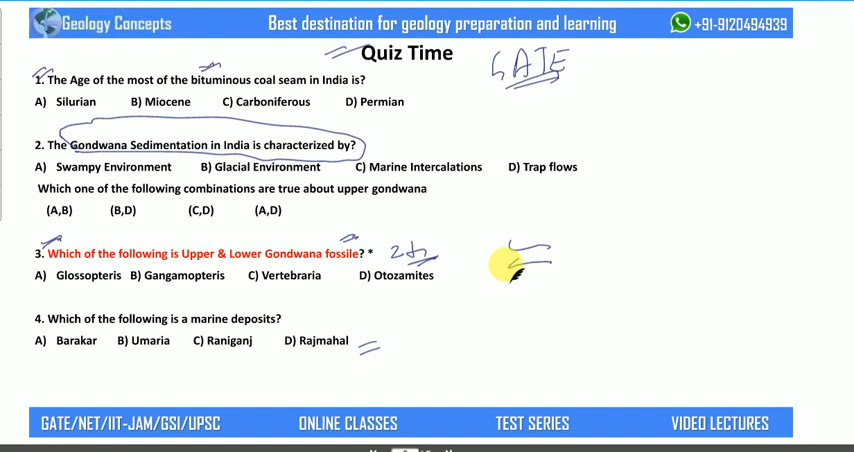 Geology Concepts Best destination for geology preparation and learning +91-9120494939
Quiz Time
GATE
1. The Age of the most of the bituminous coal seam in India is?
A) Silurian B) Miocene C) Carboniferous D) Permian
2. The Gondwana Sedimentation in India is characterized by?
A) Swampy Environment B) Glacial Environment C) Marine Intercalations D) Trap flows
Which one of the following combinations are true about upper gondwana
(A,B) (B,D) (C,D) (A,D)
3. Which of the following is Upper & Lower Gondwana fossile? *
A) Glossopteris B) Gangamopteris C) Vertebraria D) Otozamites
4. Which of the following is a marine deposits?
A) Barakar B) Umaria C) Raniganj D) Rajmahal
GATE/NET/IIT-JAM/GSI/UPSC ONLINE CLASSES TEST SERIES VIDEO LECTURES